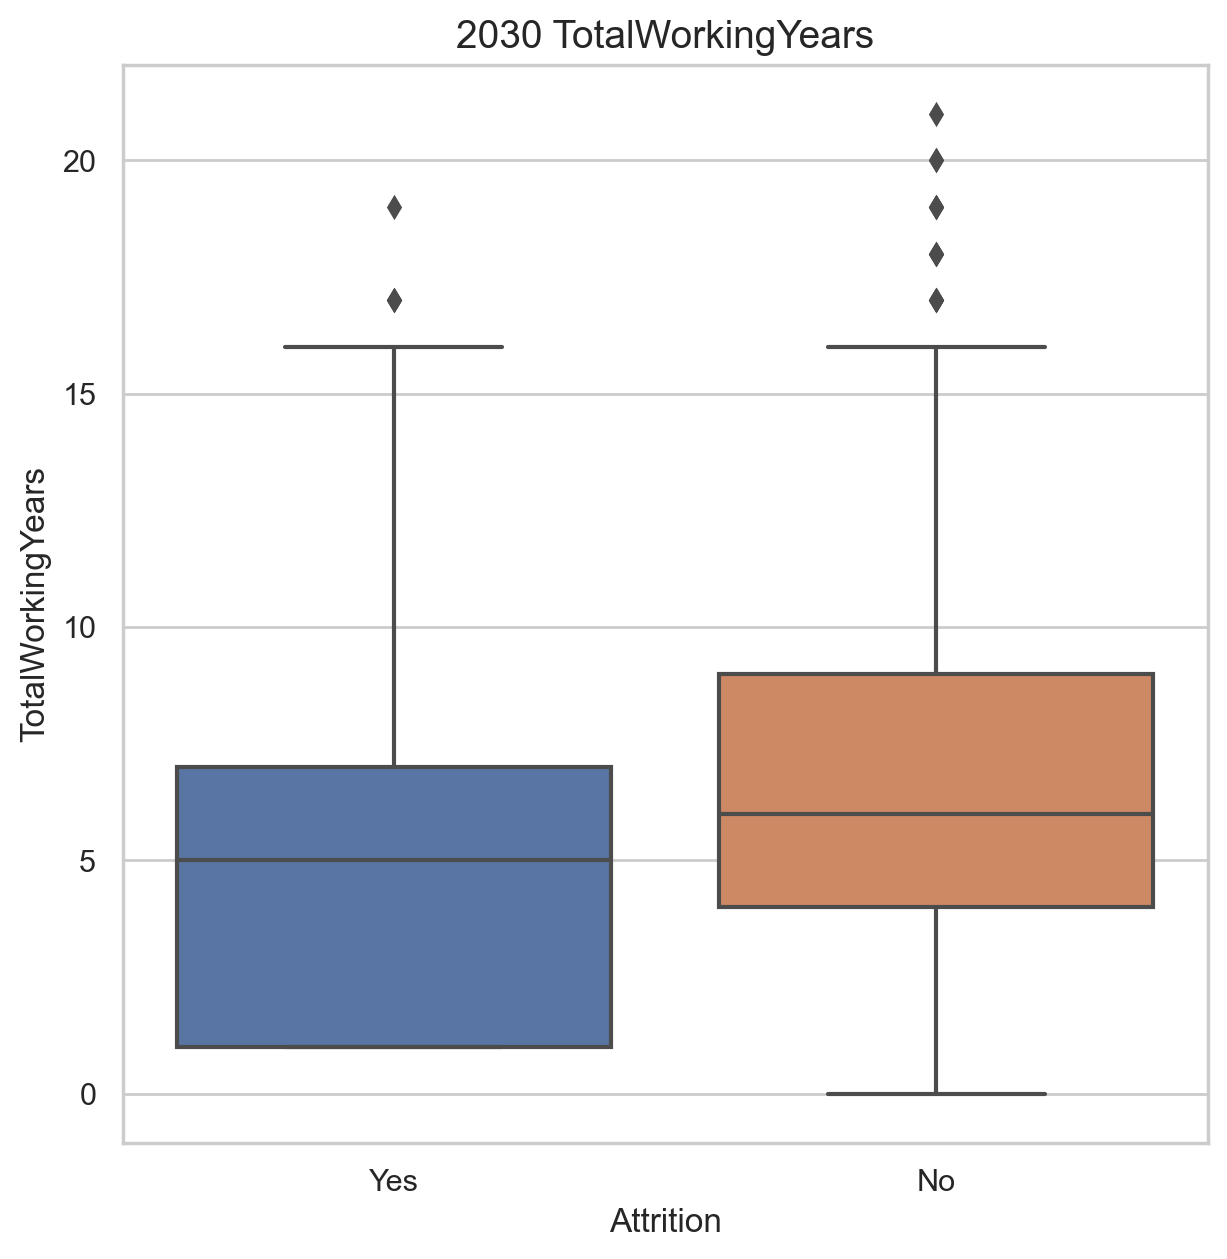 2030 TotalWorkingYears
TotalWorkingYears
20
15
10
5
0
Yes
No
Attrition